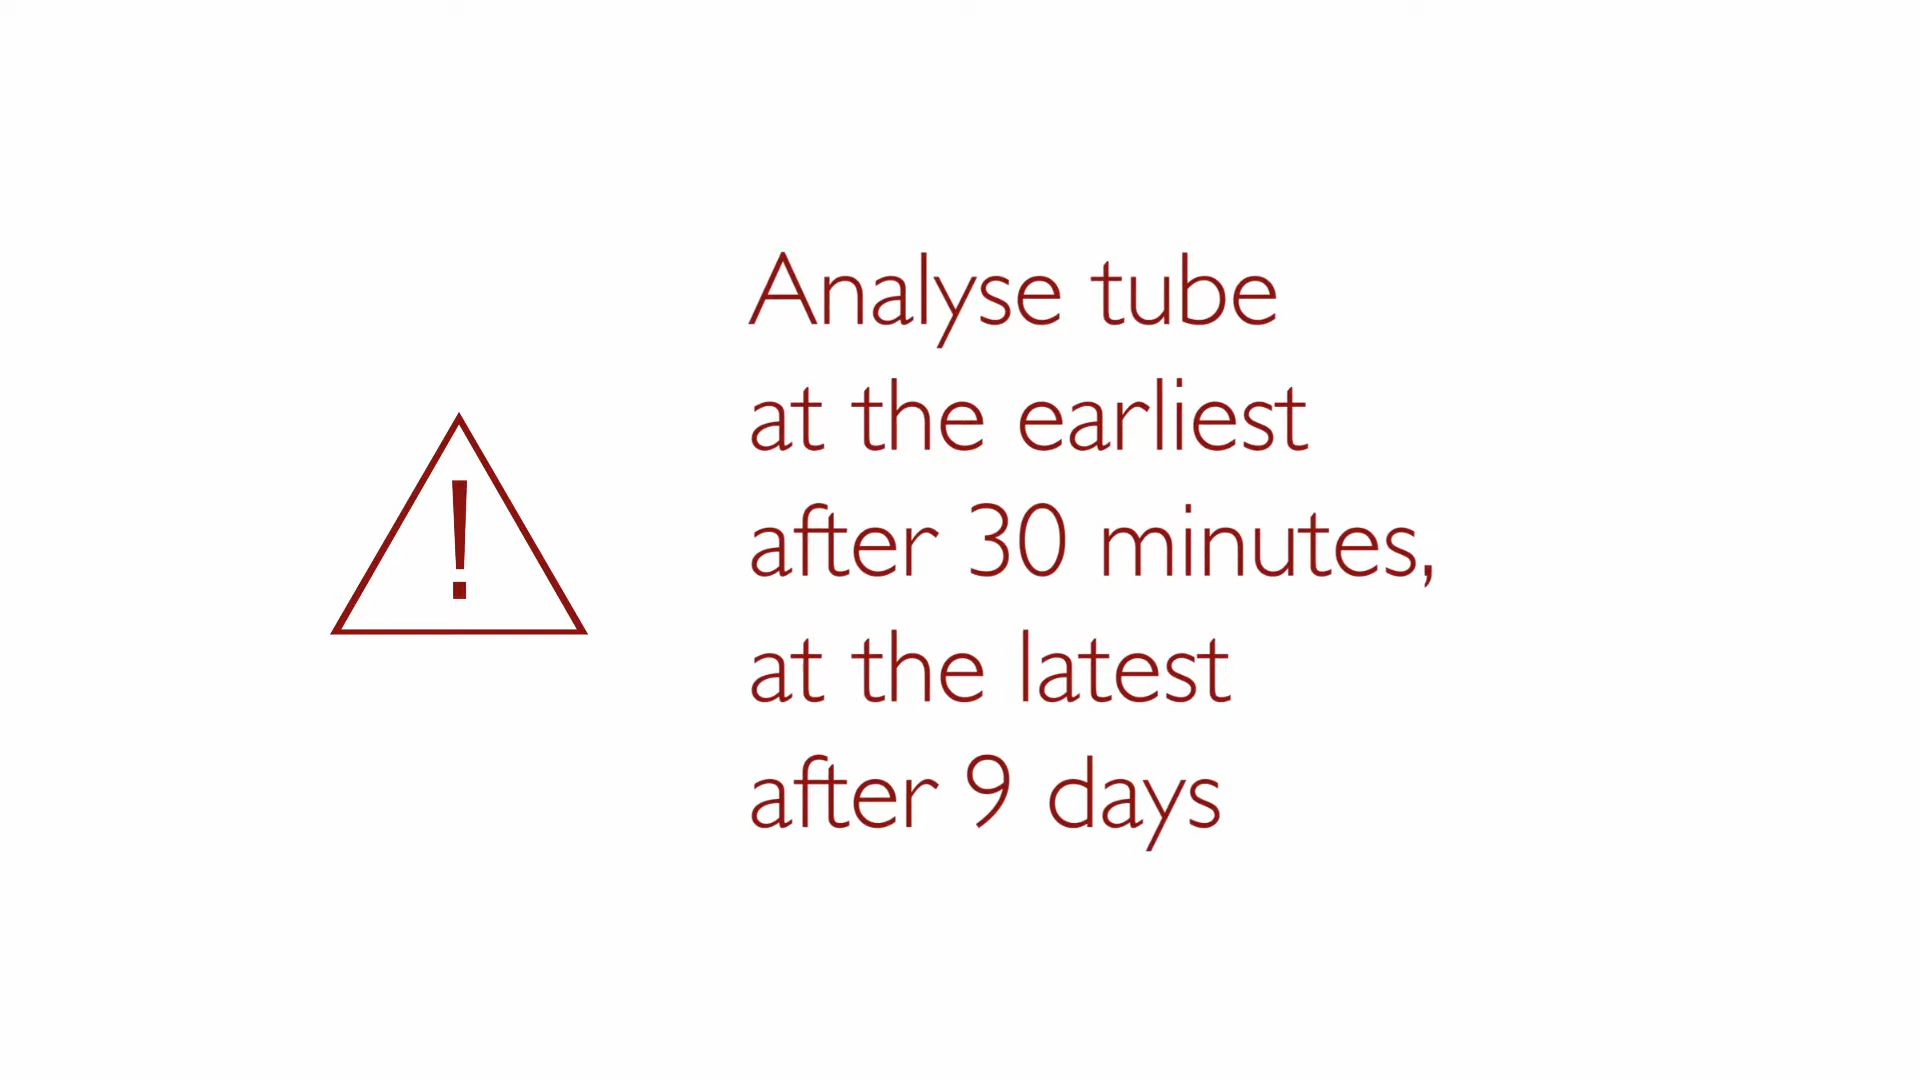 Analyse tube
at the earliest
after 30 minutes,
at the latest
after 9 days